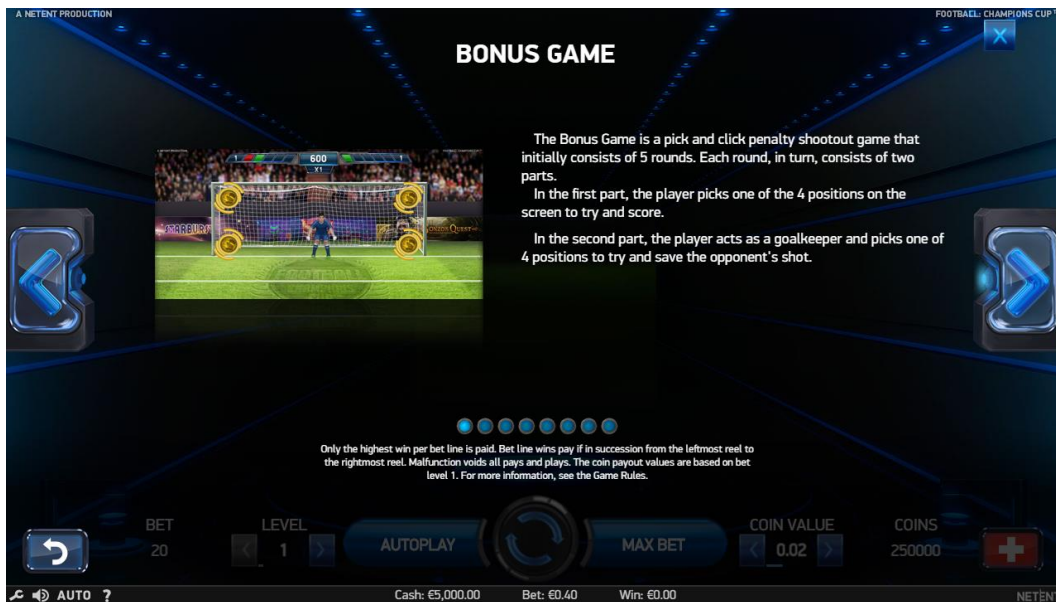 A NETENT PRODUCTION
FOOTBALL: CHAMPIONS CUP
X
BONUS GAME
The Bonus Game is a pick and click penalty shootout game that
initially consists of 5 rounds. Each round, in turn, consists of two
parts.
In the first part, the player picks one of the 4 positions on the
screen to try and score.
In the second part, the player acts as a goalkeeper and picks one of
4 positions to try and save the opponent's shot.
1 600 1
X1
STARBURST
Only the highest win per bet line is paid. Bet line wins pay if in succession from the leftmost reel to
the rightmost reel. Malfunction voids all pays and plays. The coin payout values are based on bet
level 1. For more information, see the Game Rules.
BET LEVEL COIN VALUE COINS
20 1 AUTOPLAY MAX BET 0.02 250000
AUTO ? Cash: €5,000.00 Bet: €0.40 Win: €0.00 NETENT